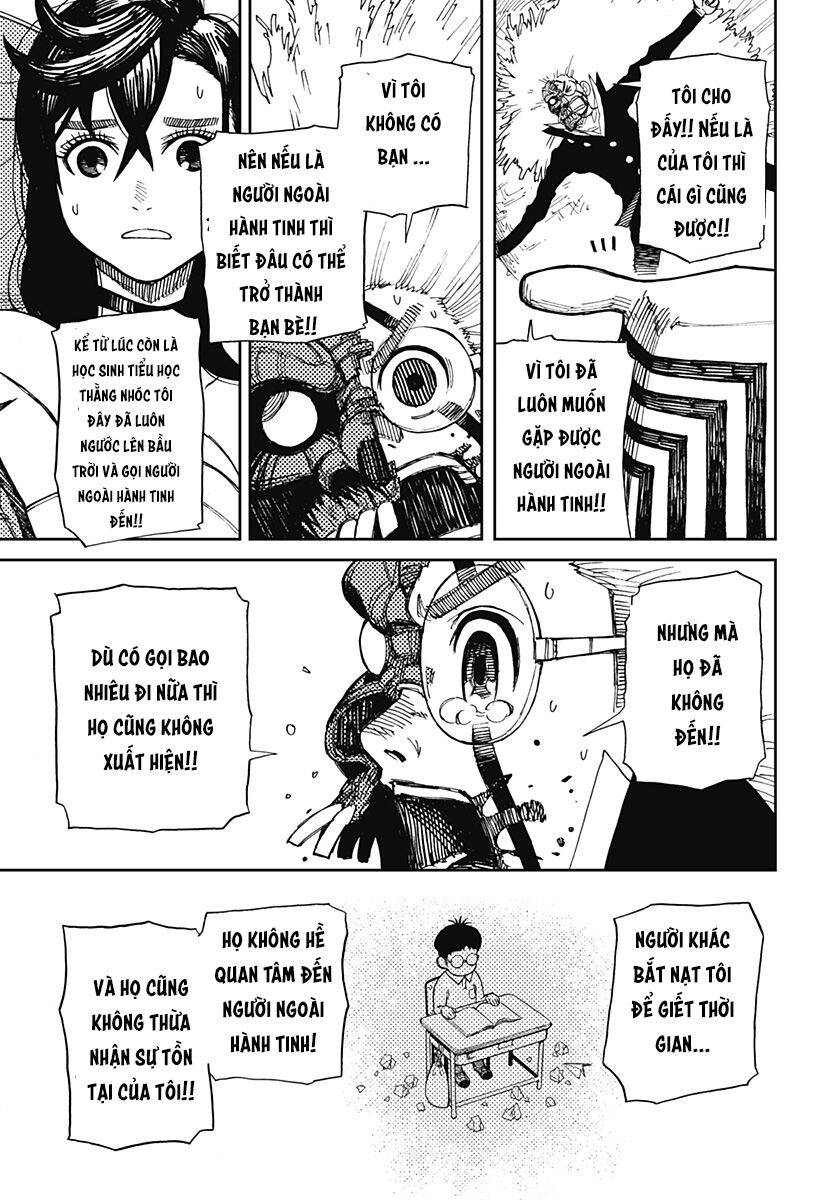 TÔI CHO
ĐẤY!! NẾU LÀ
CỦA TÔI THÌ
CÁI GÌ CŨNG
ĐƯỢC!!
VÌ TÔI ĐÃ
LUÔN MUỐN
GẶP ĐƯỢC
NGƯỜI NGOÀI
HÀNH TINH!!
VÌ TÔI
KHÔNG CÓ
BẠN ...
NÊN NẾU LÀ
NGƯỜI NGOÀI
HÀNH TINH THÌ
BIẾT ĐÂU CÓ THỂ
TRỞ THÀNH
BẠN BÈ!!
KỂ TỪ LÚC CÒN LÀ
HỌC SINH TIỂU HỌC
THẰNG NHÓC TÔI
ĐÂY ĐÃ LUÔN
NGƯỚC LÊN BẦU
TRỜI VÀ GỌI NGƯỜI
NGOÀI HÀNH TINH
ĐẾN!!
NHƯNG MÀ
HỌ ĐÃ
KHÔNG
ĐẾN!!
DÙ CÓ GỌI BAO
NHIÊU ĐI NỮA THÌ
HỌ CŨNG KHÔNG
XUẤT HIỆN!!
NGƯỜI KHÁC
BẮT NẠT TÔI
ĐỂ GIẾT THỜI
GIAN...
HỌ KHÔNG HỀ
QUAN TÂM ĐẾN
NGƯỜI NGOÀI
HÀNH TINH!
VÀ HỌ CŨNG
KHÔNG THỪA
NHẬN SỰ TỒN
TẠI CỦA TÔI!!